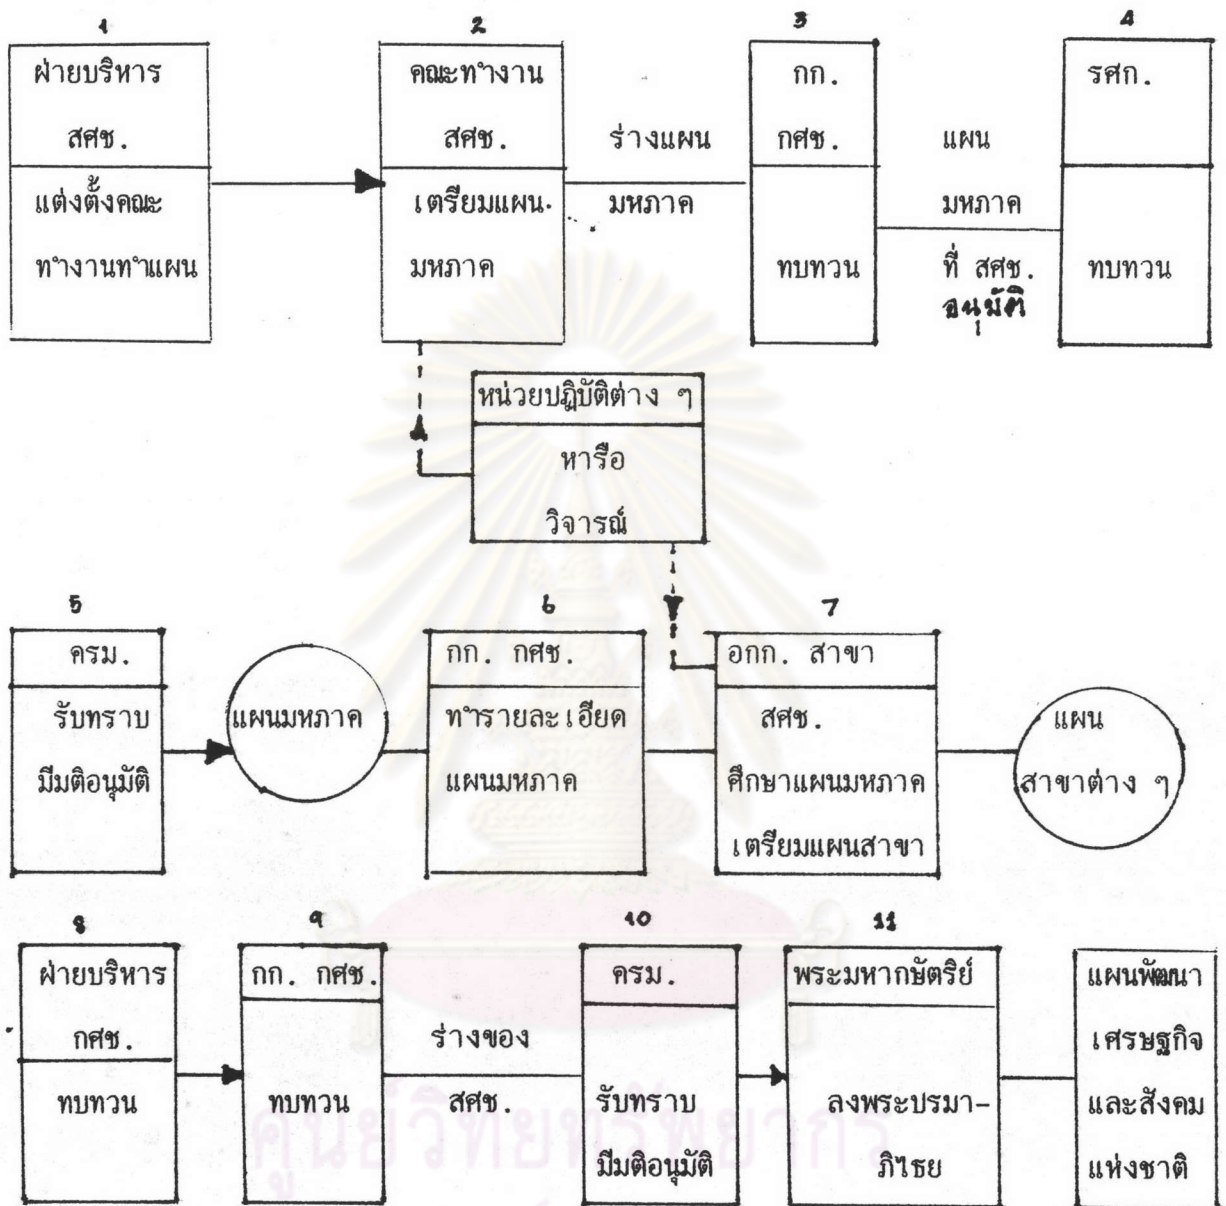 1
ฝ่ายบริหาร
สศช.
แต่งตั้งคณะ
ทำงานทำแผน
2
คณะทำงาน
สศช.
เตรียมแผน
มหภาค
ร่างแผน
มหภาค
3
กก.
กศช.
ทบทวน
แผน
มหภาค
ที่ สศช.
อนุมัติ
4
รศก.
ทบทวน
หน่วยปฏิบัติต่าง ๆ
หารือ
วิจารณ์
5
ครม.
รับทราบ
มีมติอนุมัติ
แผนมหภาค
6
กก. กศช.
ทำรายละเอียด
แผนมหภาค
7
อกก. สาขา
สศช.
ศึกษาแผนมหภาค
เตรียมแผนสาขา
แผน
สาขาต่าง ๆ
8
ฝ่ายบริหาร
กศช.
ทบทวน
9
กก. กศช.
ทบทวน
ร่างของ
สศช.
10
ครม.
รับทราบ
มีมติอนุมัติ
11
พระมหากษัตริย์
ลงพระปรมา-
ภิไธย
แผนพัฒนา
เศรษฐกิจ
และสังคม
แห่งชาติ
ศูนย์วิทยทรัพยากร